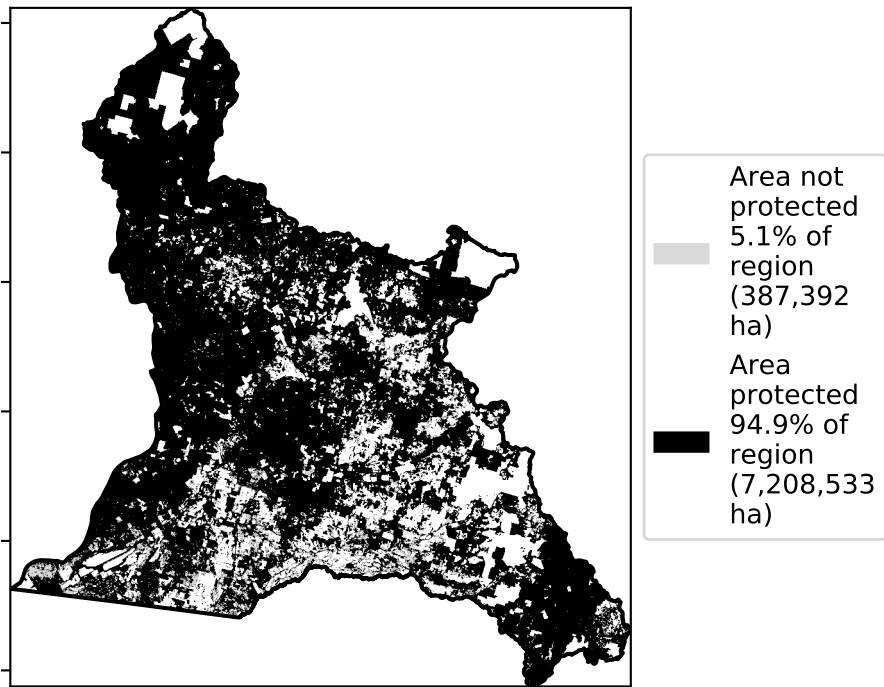 Area not
protected
5.1% of
region
(387,392
ha)
Area
protected
94.9% of
region
(7,208,533
ha)